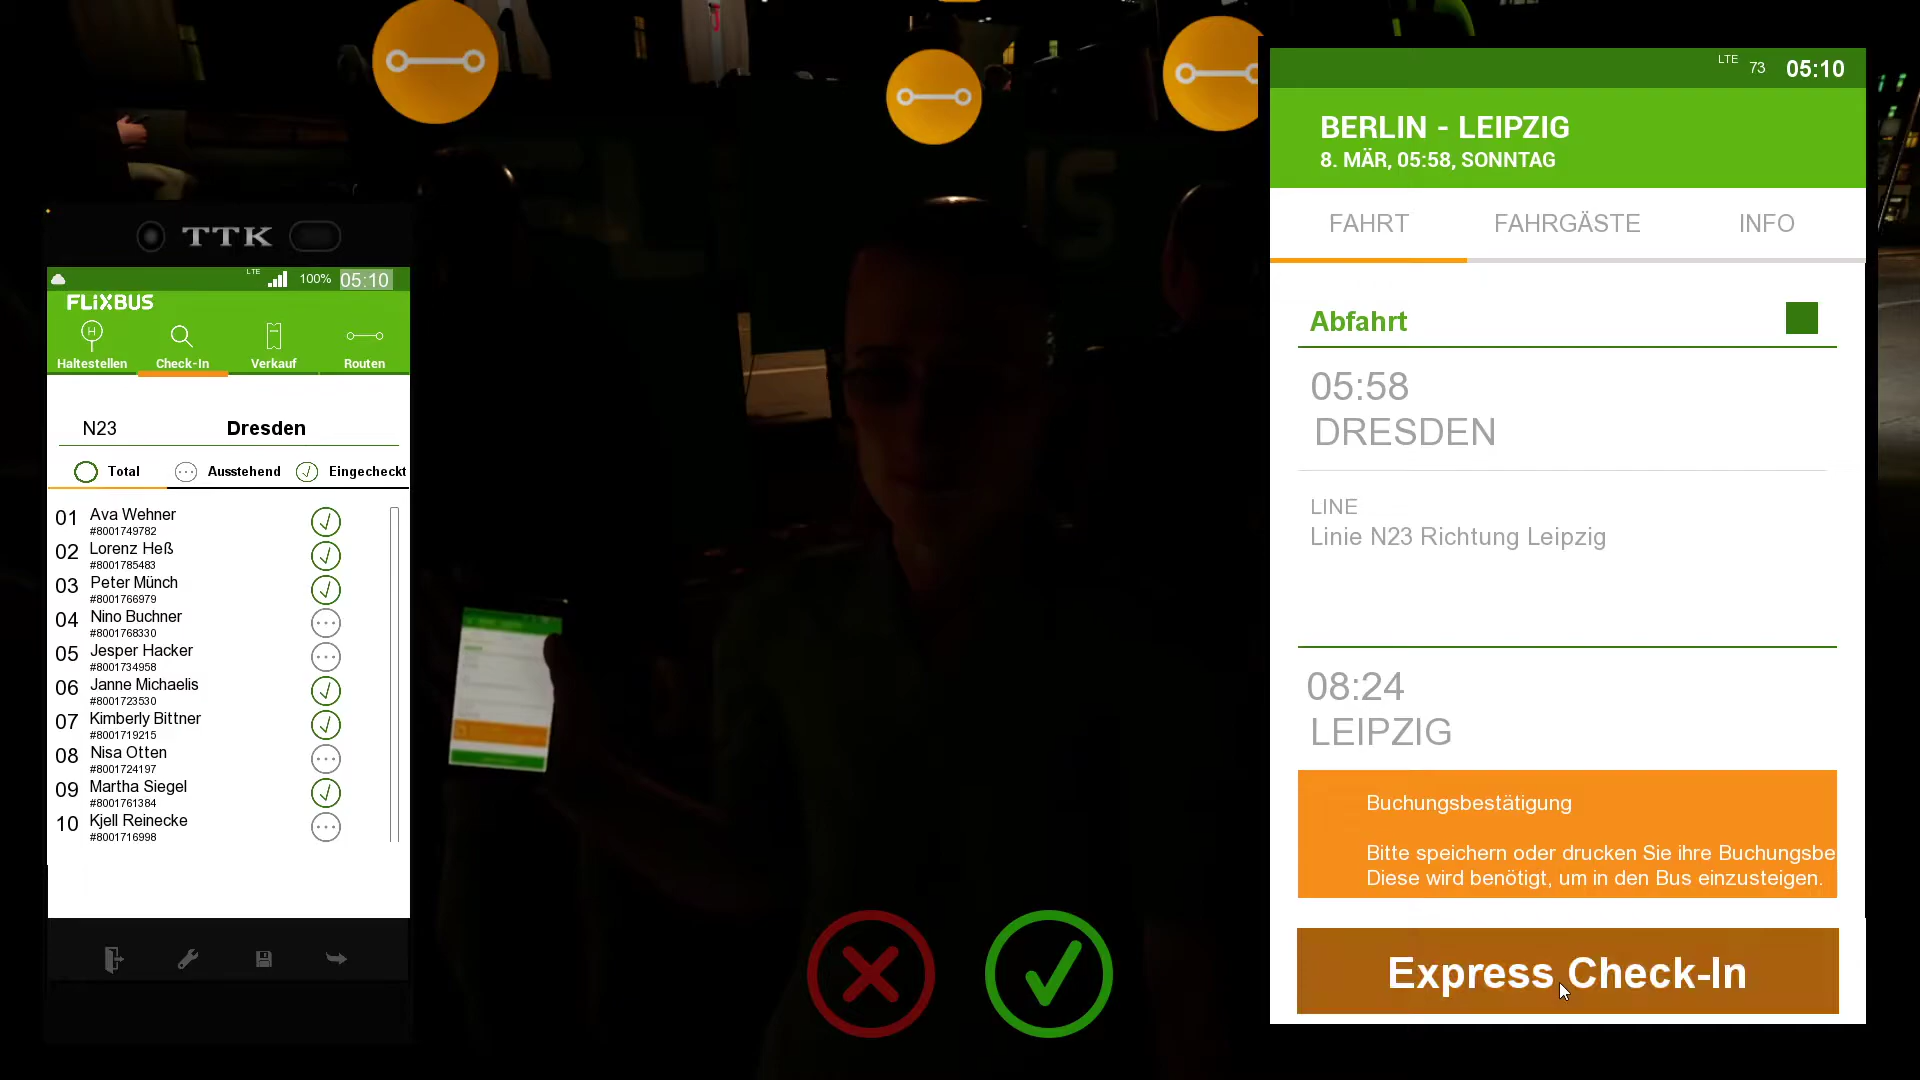 TTK
LTE 100% 05:10
FLiXBUS
H
Haltestellen Check-In Verkauf Routen
N23 Dresden
Total Ausstehend Eingecheckt
01 Ava Wehner
#8001749782
02 Lorenz Heß
#8001785483
03 Peter Münch
#8001766979
04 Nino Buchner
#8001768330
05 Jesper Hacker
#8001734958
06 Janne Michaelis
#8001723530
07 Kimberly Bittner
#8001719215
08 Nisa Otten
#8001724197
09 Martha Siegel
#8001761384
10 Kjell Reinecke
#8001716998
LTE 73 05:10
BERLIN - LEIPZIG
8. MÄR, 05:58, SONNTAG
FAHRT FAHRGÄSTE INFO
Abfahrt
05:58
DRESDEN
LINE
Linie N23 Richtung Leipzig
08:24
LEIPZIG
Buchungsbestätigung
Bitte speichern oder drucken Sie ihre Buchungsbe
Diese wird benötigt, um in den Bus einzusteigen.
Express Check-In